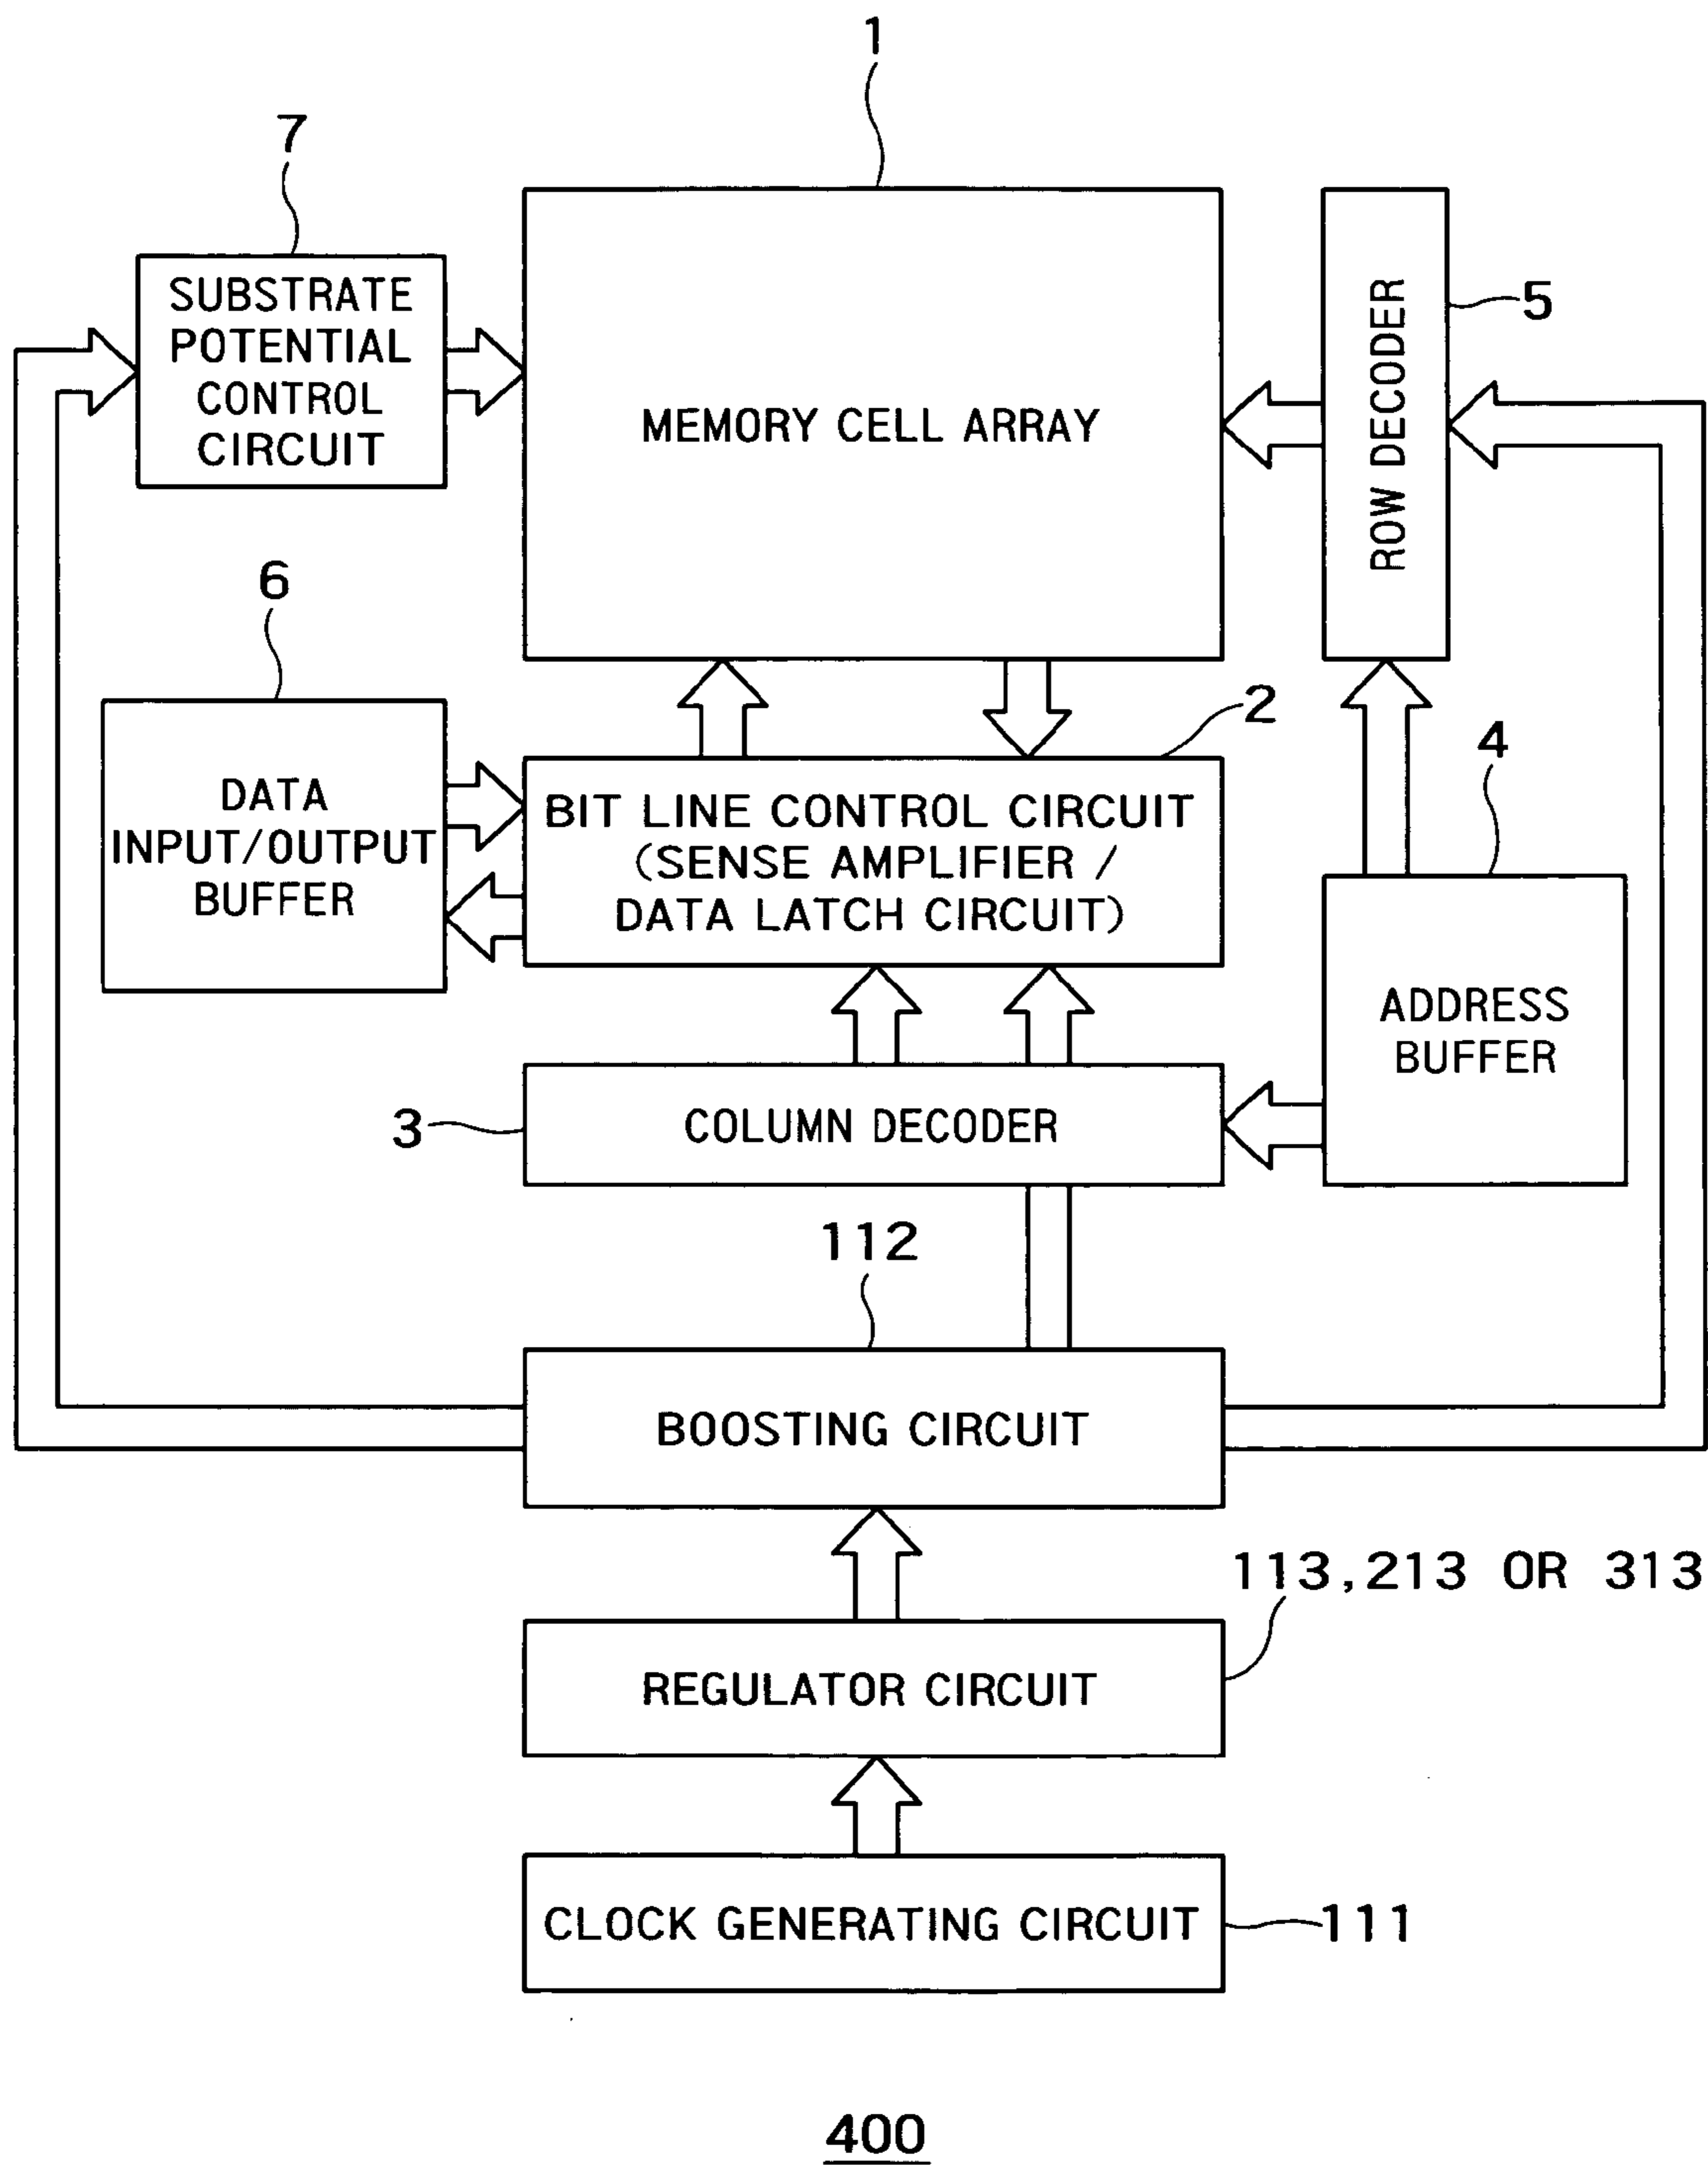 1
7
SUBSTRATE
POTENTIAL
CONTROL
CIRCUIT
MEMORY CELL ARRAY
ROW DECODER
5
6
DATA
INPUT/OUTPUT
BUFFER
2
BIT LINE CONTROL CIRCUIT
(SENSE AMPLIFIER /
DATA LATCH CIRCUIT)
4
ADDRESS
BUFFER
3
COLUMN DECODER
112
BOOSTING CIRCUIT
113,213 OR 313
REGULATOR CIRCUIT
CLOCK GENERATING CIRCUIT
111
400